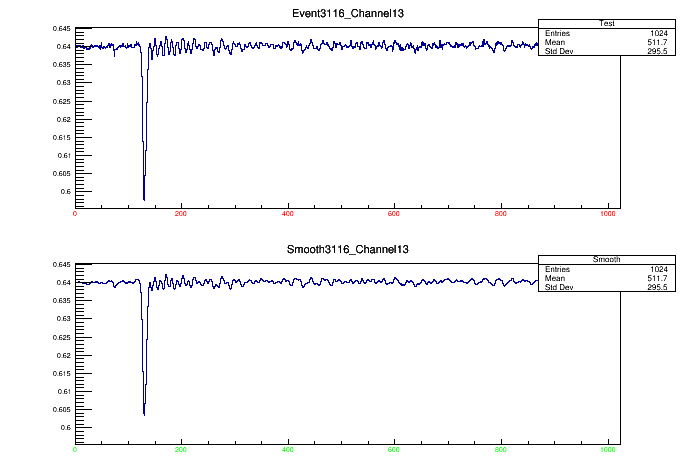 Event3116_Channel13
Test
Entries 1024
Mean 511.7
Std Dev 295.5
0.645
0.64
0.635
0.63
0.625
0.62
0.615
0.61
0.605
0.6
0 200 400 600 800 1000
Smooth3116_Channel13
Smooth
Entries 1024
Mean 511.7
Std Dev 295.5
0.645
0.64
0.635
0.63
0.625
0.62
0.615
0.61
0.605
0.6
0 200 400 600 800 1000